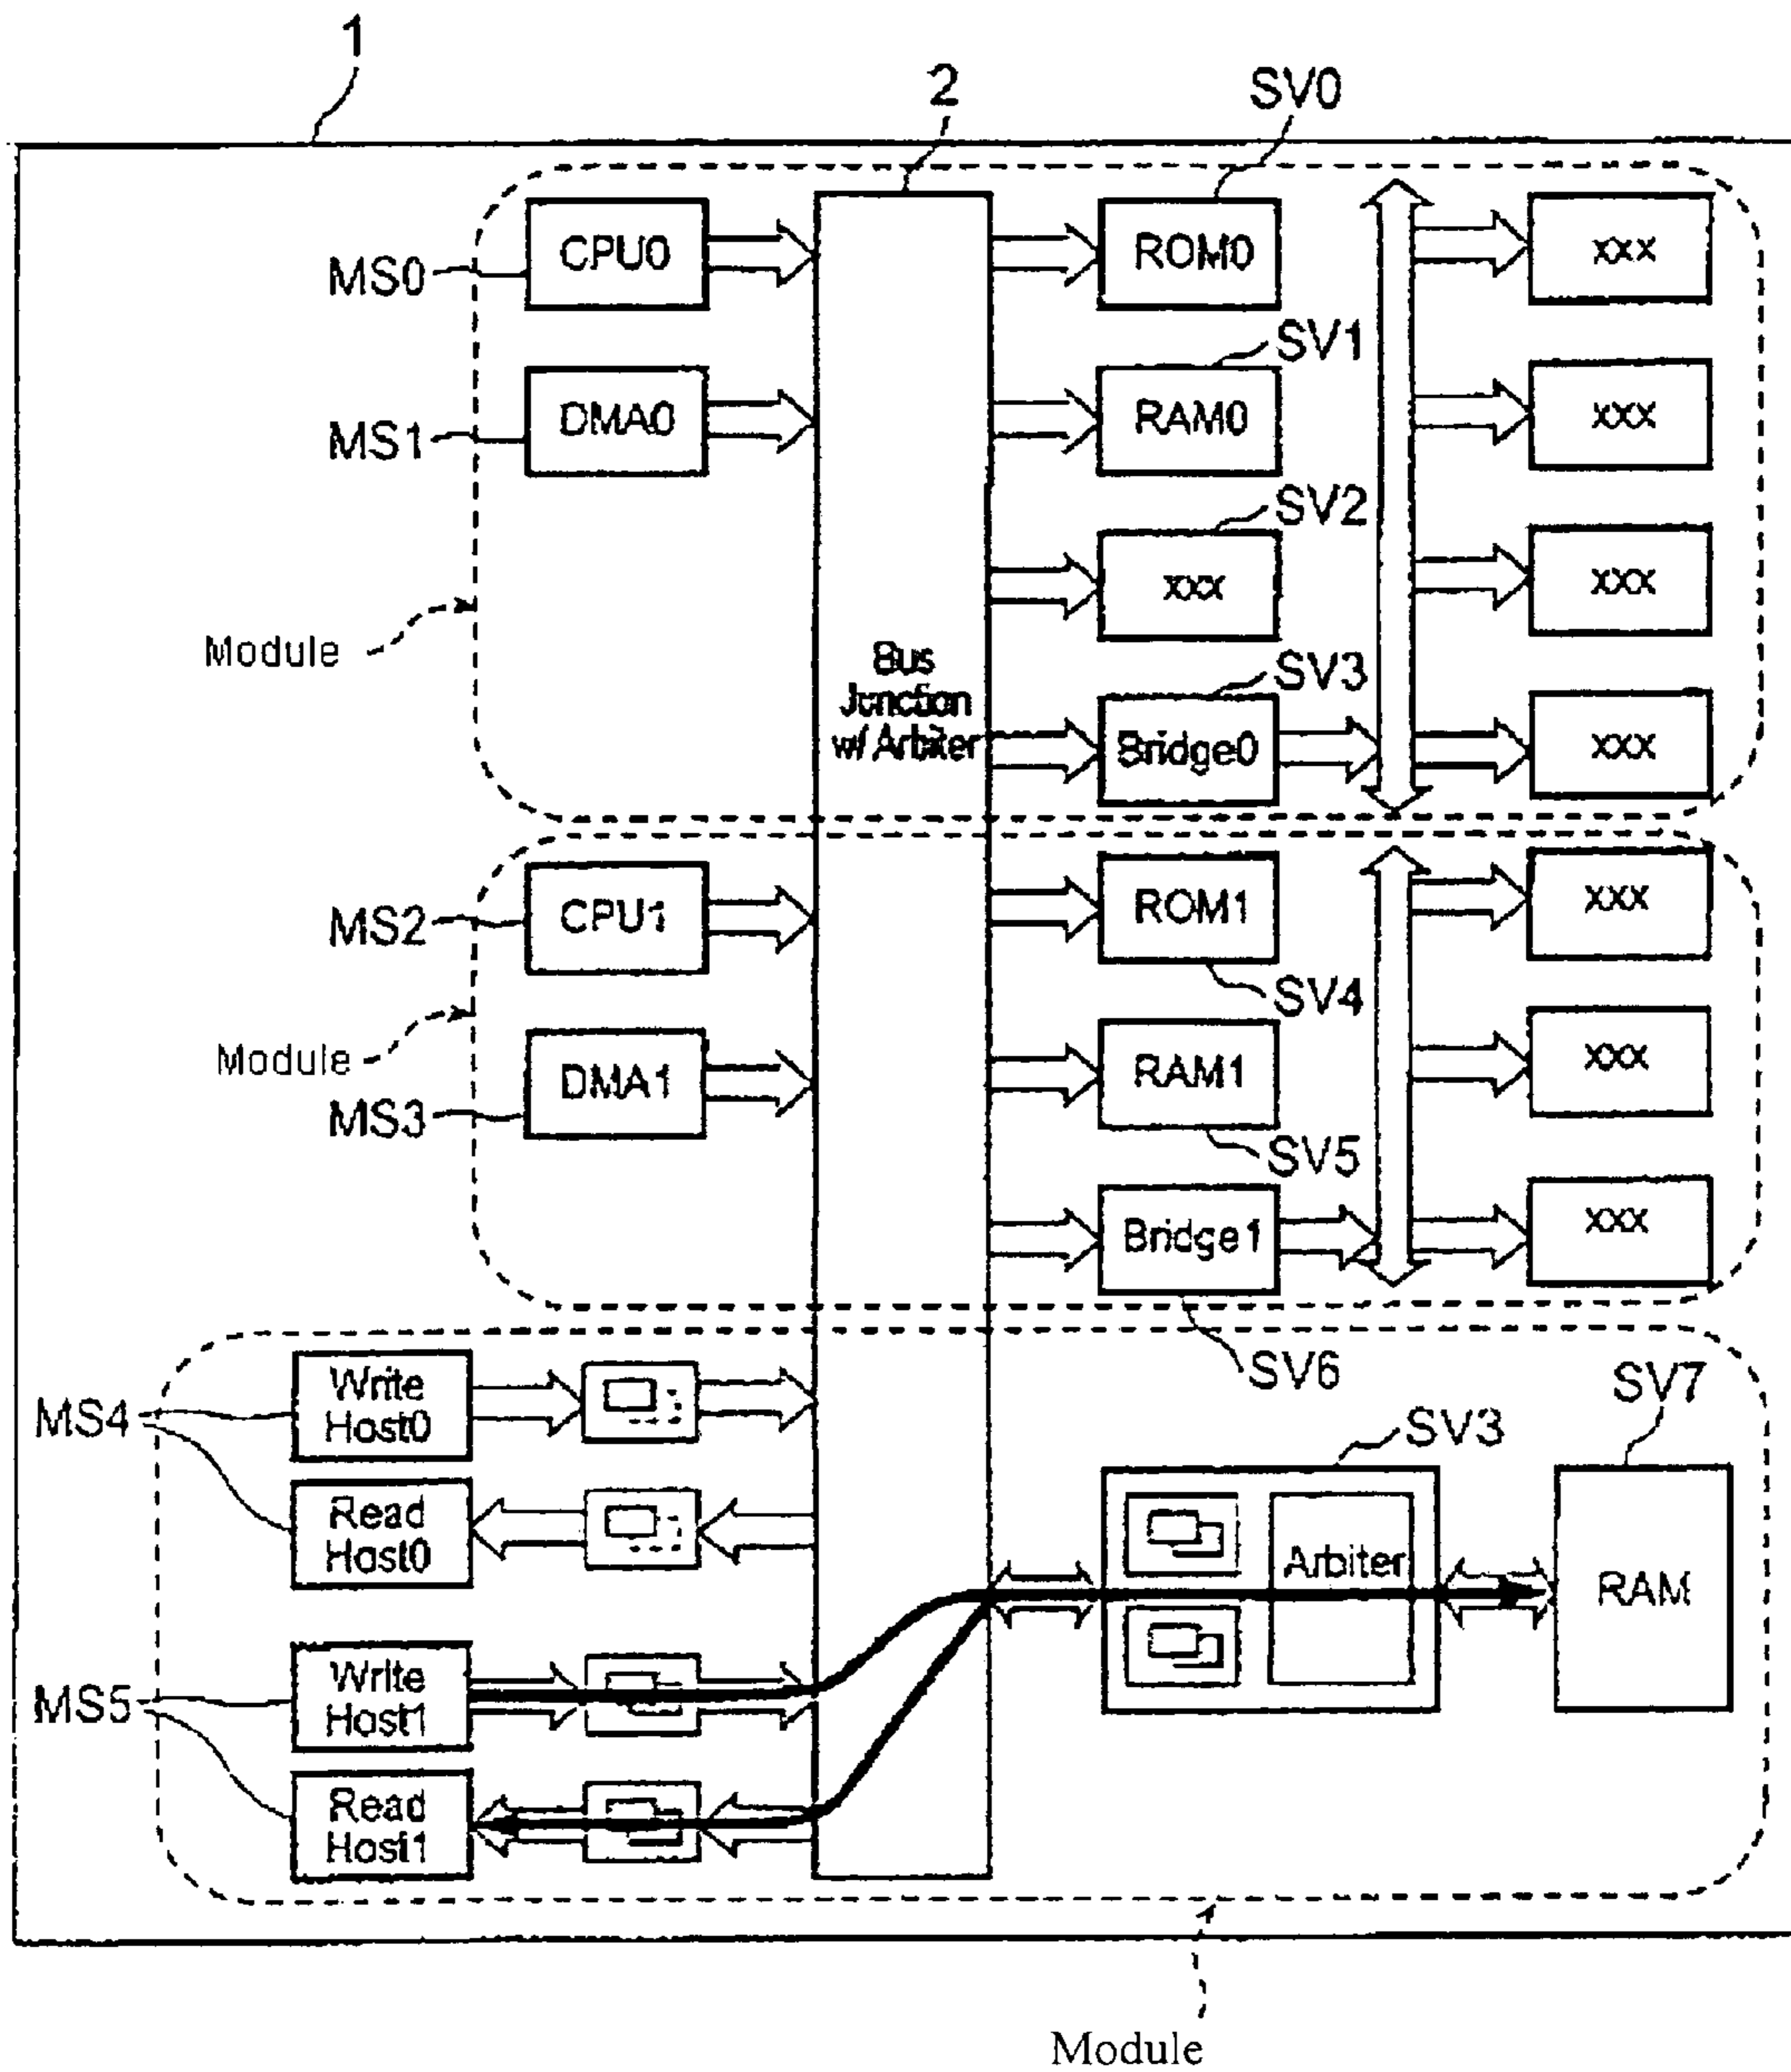 1
2
SV0
CPU0
ROM0
xxx
MS0
SV1
DMA0
RAM0
xxx
MS1
SV2
xxx
xxx
Module
Bus
Junction
w/ Arbiter
SV3
Bridge0
xxx
CPU1
ROM1
xxx
MS2
SV4
Module
DMA1
RAM1
xxx
MS3
SV5
Bridge1
xxx
SV6
SV7
MS4
Write
Host0
SV3
Read
Host0
Arbiter
RAM
MS5
Write
Host1
Read
Host1
Module